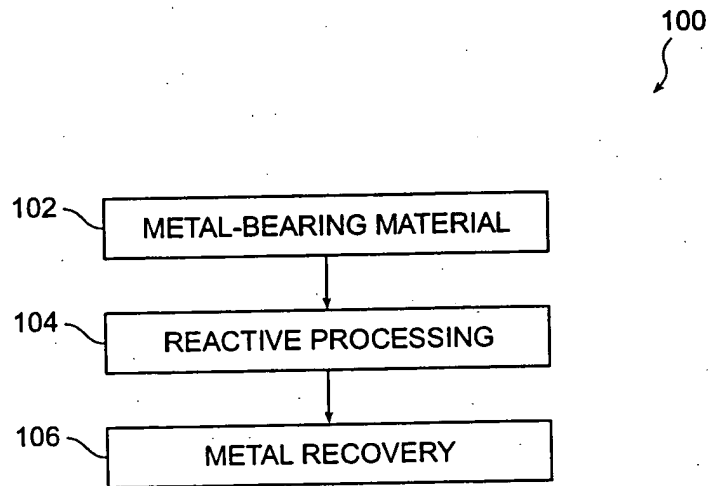 100
102 METAL-BEARING MATERIAL
104 REACTIVE PROCESSING
106 METAL RECOVERY